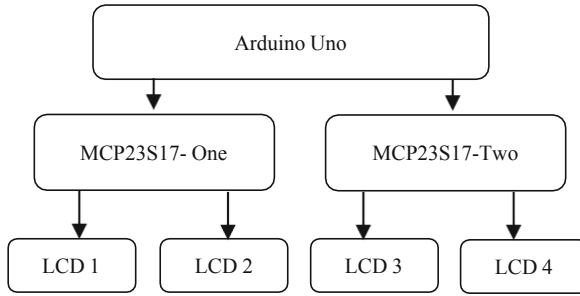 Arduino Uno
MCP23S17- One
MCP23S17-Two
LCD 1
LCD 2
LCD 3
LCD 4